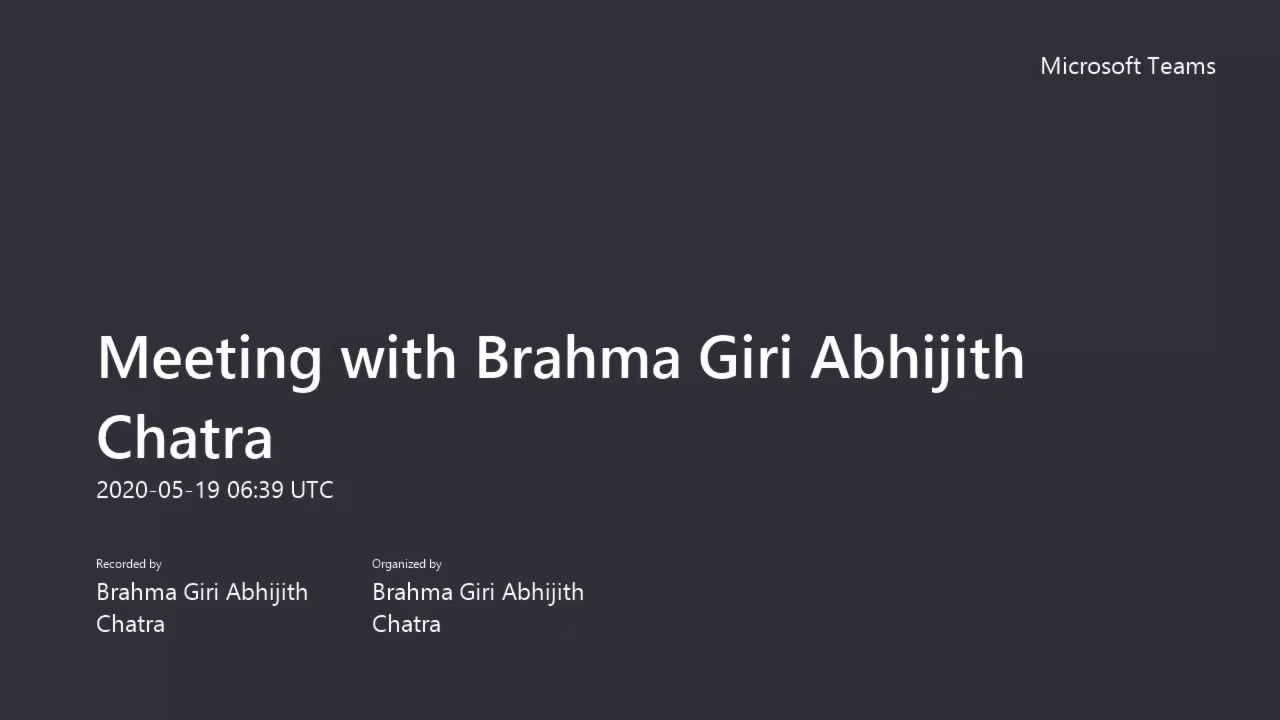 Microsoft Teams
Meeting with Brahma Giri Abhijith
Chatra
2020-05-19 06:39 UTC
Recorded by
Brahma Giri Abhijith
Chatra
Organized by
Brahma Giri Abhijith
Chatra